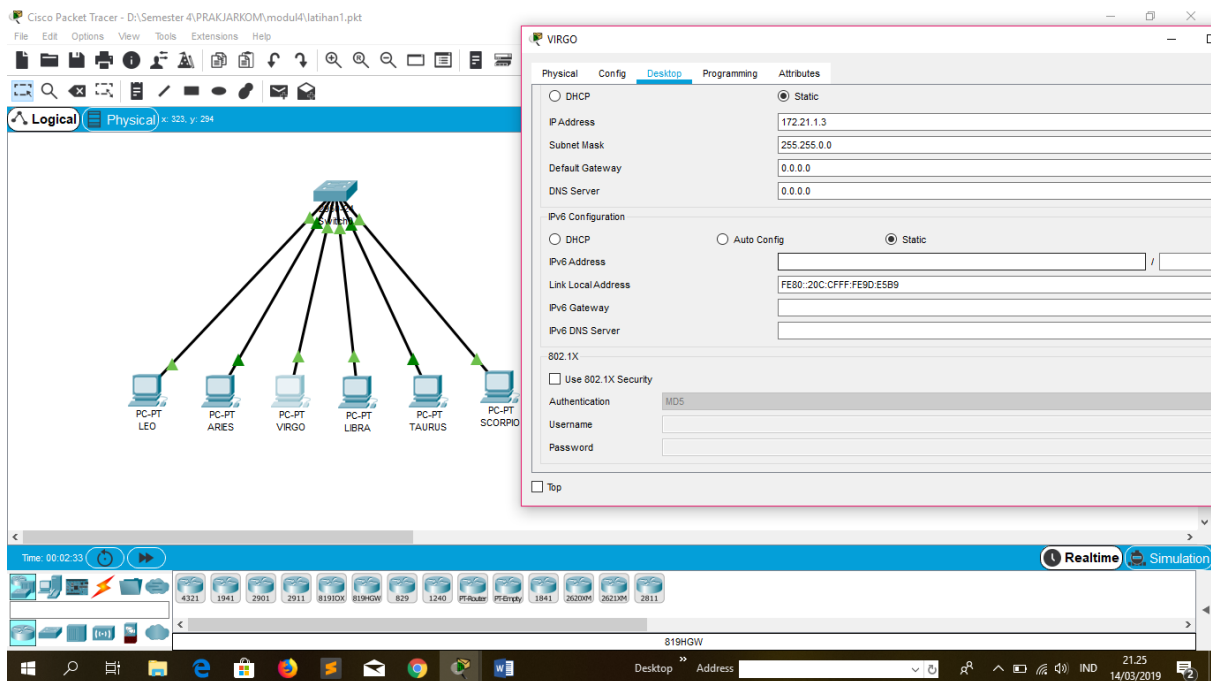 Cisco Packet Tracer - D:\Semester 4\PRAKJARKOM\modul4\latihan1.pkt
File Edit Options View Tools Extensions Help
Logical Physical x: 323, y: 294
PC-PT
LEO
PC-PT
ARIES
PC-PT
VIRGO
PC-PT
LIBRA
PC-PT
TAURUS
PC-PT
SCORPIO
VIRGO
Physical Config Desktop Programming Attributes
DHCP Static
IP Address 172.21.1.3
Subnet Mask 255.255.0.0
Default Gateway 0.0.0.0
DNS Server 0.0.0.0
IPv6 Configuration
DHCP Auto Config Static
IPv6 Address /
Link Local Address FE80::20C:CFFF:FE9D:E5B9
IPv6 Gateway
IPv6 DNS Server
802.1X
Use 802.1X Security
Authentication MD5
Username
Password
Top
Time: 00:02:33 Realtime Simulation
4321 1941 2901 2911 819IOX 819HGW 829 1240 PT-Router PT-Empty 1841 2620XM 2621XM 2811
819HGW
Desktop Address IND 21.25
14/03/2019